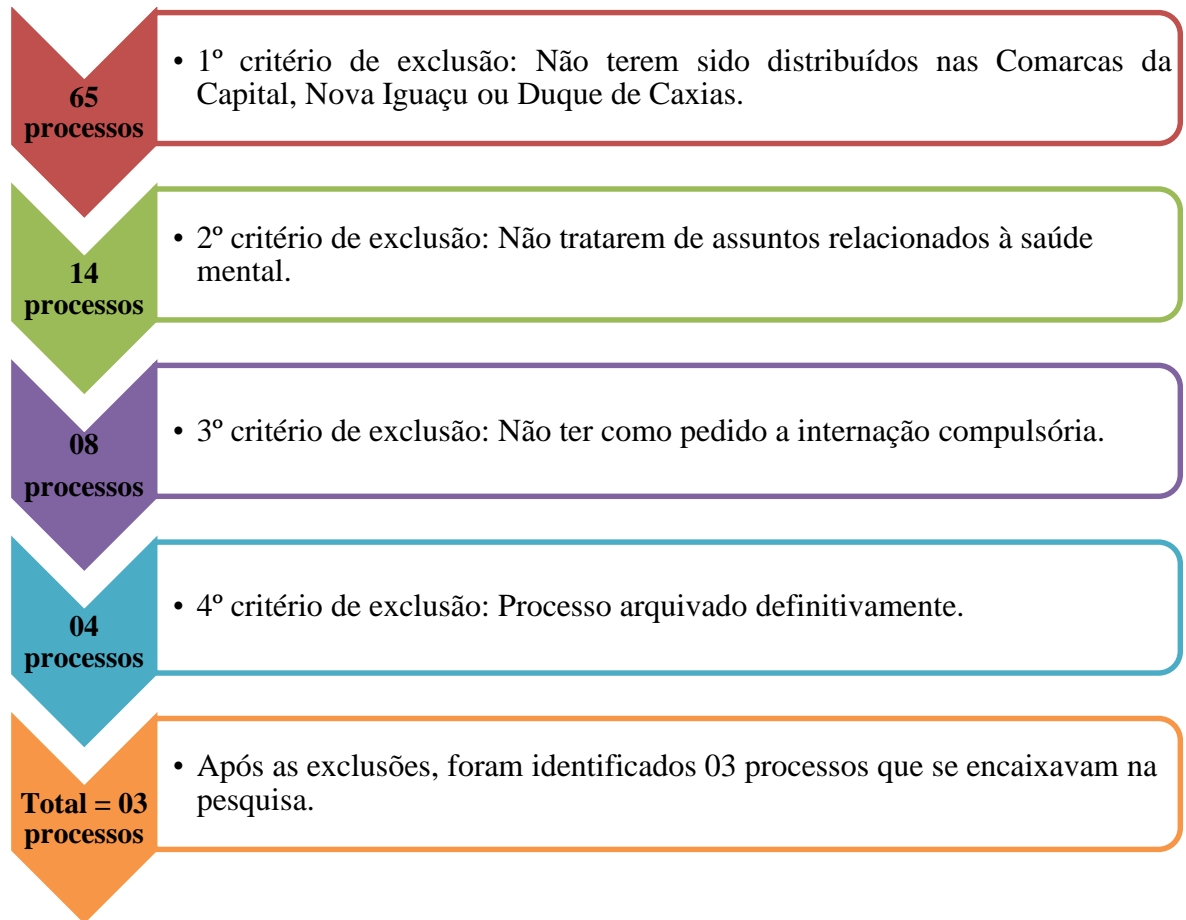 65
processos
• 1º critério de exclusão: Não terem sido distribuídos nas Comarcas da
Capital, Nova Iguaçu ou Duque de Caxias.
14
processos
• 2º critério de exclusão: Não tratarem de assuntos relacionados à saúde
mental.
08
processos
• 3º critério de exclusão: Não ter como pedido a internação compulsória.
04
processos
• 4º critério de exclusão: Processo arquivado definitivamente.
Total = 03
processos
• Após as exclusões, foram identificados 03 processos que se encaixavam na
pesquisa.